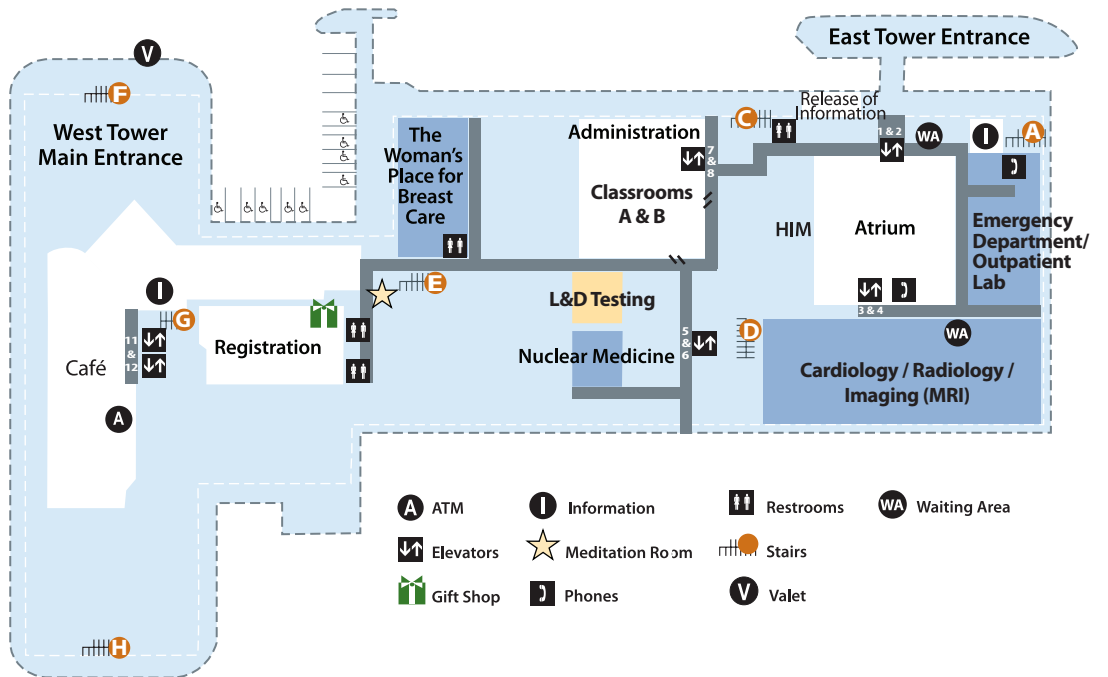 V
East Tower Entrance
F
West Tower
Main Entrance
The
Woman's
Place for
Breast
Care
Administration
7
&
8
Classrooms
A & B
C
Release of
Information
1 & 2
WA
I
A
HIM
Atrium
Emergency
Department/
Outpatient
Lab
3 & 4
E
I
G
11
&
12
Café
Registration
A
L&D Testing
Nuclear Medicine
5
&
6
D
WA
Cardiology / Radiology /
Imaging (MRI)
H
A ATM
I Information
Restrooms
WA Waiting Area
Elevators
Meditation Room
Stairs
Gift Shop
Phones
V Valet